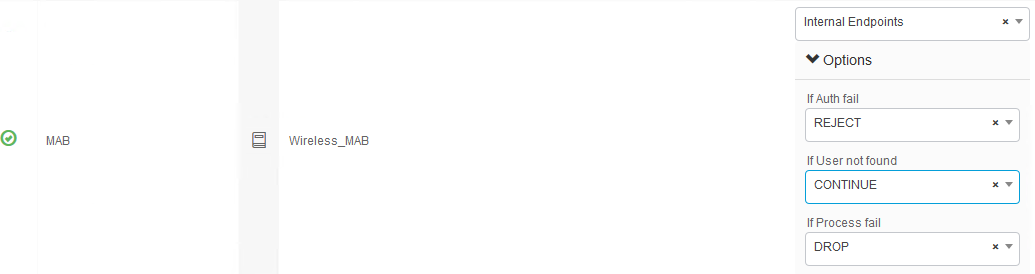 Internal Endpoints
Options
If Auth fail
REJECT
MAB
Wireless_MAB
If User not found
CONTINUE
If Process fail
DROP